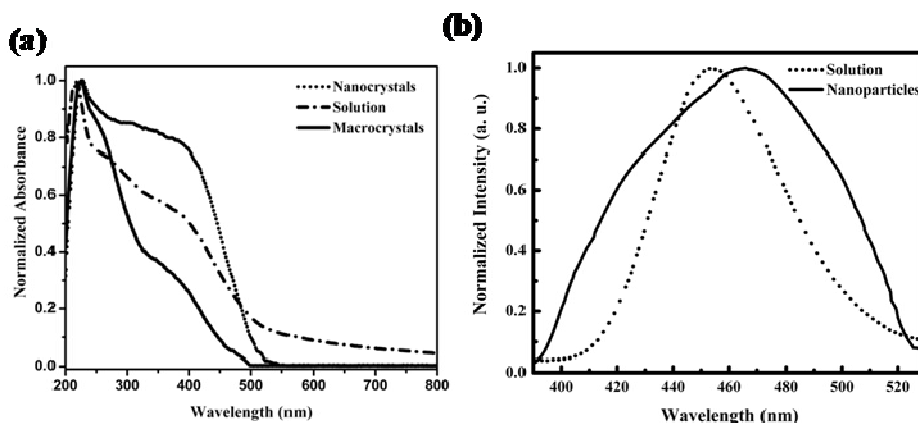 (a)
1.0
0.8
0.6
0.4
0.2
0.0
Normalized Absorbance
Nanocrystals
Solution
Macrocrystals
200 300 400 500 600 700 800
Wavelength (nm)
(b)
1.0
0.8
0.6
0.4
0.2
0.0
Normalized Intensity (a. u.)
Solution
Nanoparticles
400 420 440 460 480 500 520
Wavelength (nm)